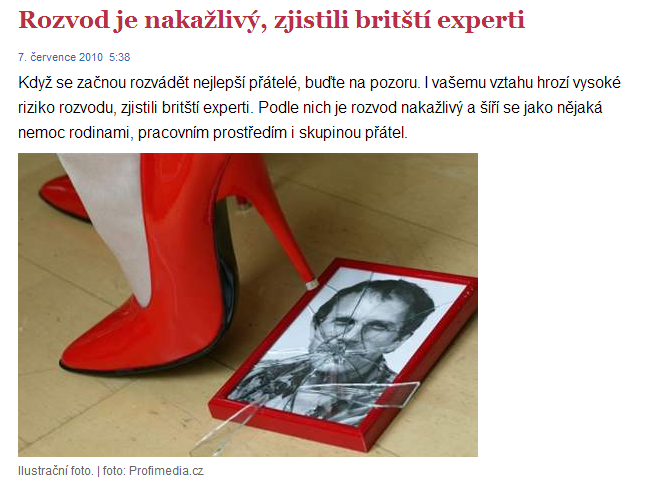 Rozvod je nakažlivý, zjistili britští experti
7. července 2010 5:38
Když se začnou rozvádět nejlepší přátelé, buďte na pozoru. I vašemu vztahu hrozí vysoké
riziko rozvodu, zjistili britští experti. Podle nich je rozvod nakažlivý a šíří se jako nějaká
nemoc rodinami, pracovním prostředím i skupinou přátel.
Ilustrační foto. | foto: Profimedia.cz